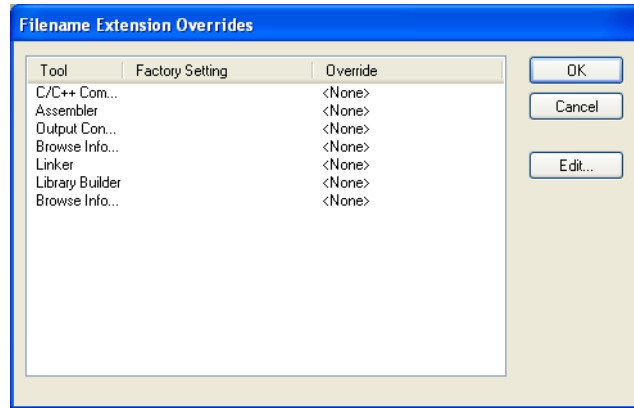 Filename Extension Overrides
Tool Factory Setting Override
C/C++ Com... <None>
Assembler <None>
Output Con... <None>
Browse Info... <None>
Linker <None>
Library Builder <None>
Browse Info... <None>
OK
Cancel
Edit...